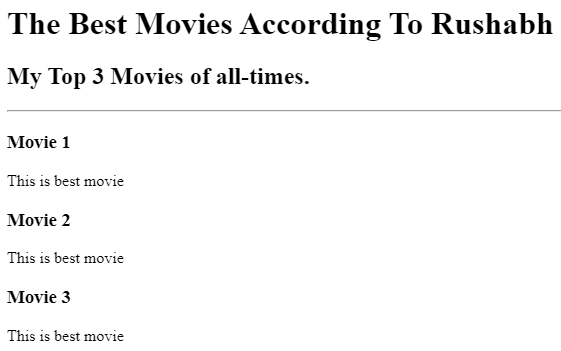 The Best Movies According To Rushabh
My Top 3 Movies of all-times.
Movie 1
This is best movie
Movie 2
This is best movie
Movie 3
This is best movie